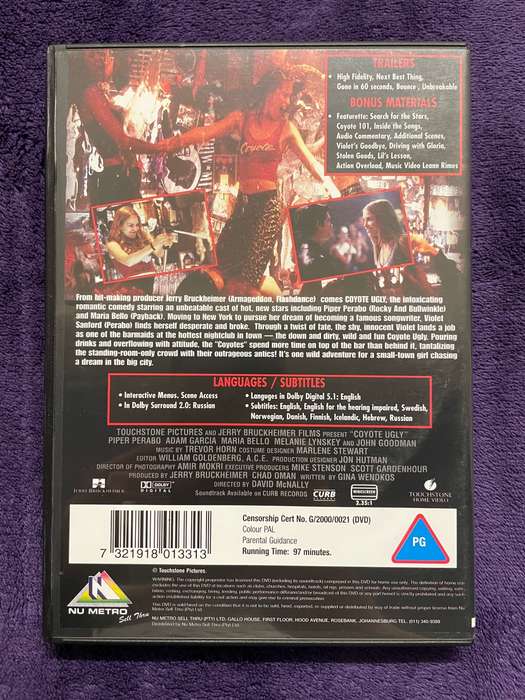 TRAILERS
• High Fidelity, Next Best Thing,
Gone in 60 seconds, Bounce, Unbreakable
BONUS MATERIALS
• Featurette: Search for the Stars,
Coyote 101, Inside the Songs,
Audio Commentary, Additional Scenes,
Violet's Goodbye, Driving with Gloria,
Stolen Goods, Lil's Lesson,
Action Overload, Music Video Leann Rimes
Coyote
From hit-making producer Jerry Bruckheimer (Armageddon, Flashdance) comes COYOTE UGLY, the intoxicating
romantic comedy starring an unbeatable cast of hot, new stars including Piper Perabo (Rocky And Bullwinkle)
and Maria Bello (Payback). Moving to New York to pursue her dream of becoming a famous songwriter, Violet
Sanford (Perabo) finds herself desperate and broke. Through a twist of fate, the shy, innocent Violet lands a job
as one of the barmaids at the hottest nightclub in town — the down and dirty, wild and fun Coyote Ugly. Pouring
drinks and overflowing with attitude, the "Coyotes" spend more time on top of the bar than behind it, tantalizing
the standing-room-only crowd with their outrageous antics! It's one wild adventure for a small-town girl chasing
a dream in the big city.
LANGUAGES / SUBTITLES
• Interactive Menus. Scene Access
• In Dolby Surround 2.0: Russian
• Languges in Dolby Digital 5.1: English
• Subtitles: English, English for the hearing impaired, Swedish,
Norwegian, Danish, Finnish, Icelandic, Hebrew, Russian
TOUCHSTONE PICTURES AND JERRY BRUCKHEIMER FILMS PRESENT "COYOTE UGLY"
PIPER PERABO ADAM GARCIA MARIA BELLO MELANIE LYNSKEY AND JOHN GOODMAN
MUSIC BY TREVOR HORN COSTUME DESIGNER MARLENE STEWART
EDITOR WILLIAM GOLDENBERG, A.C.E. PRODUCTION DESIGNER JON HUTMAN
DIRECTOR OF PHOTOGRAPHY AMIR MOKRI EXECUTIVE PRODUCERS MIKE STENSON SCOTT GARDENHOUR
PRODUCED BY JERRY BRUCKHEIMER CHAD OMAN WRITTEN BY GINA WENDKOS
DIRECTED BY DAVID McNALLY
JERRY BRUCKHEIMER
DOLBY
DIGITAL
Soundtrack Available on CURB RECORDS
CURB
WIDESCREEN
2.35:1
TOUCHSTONE
HOME VIDEO
7 321918 013313
Censorship Cert No. G/2000/0021 (DVD)
Colour PAL
Parental Guidance
Running Time: 97 minutes.
PG
© Touchstone Pictures.
NU METRO
Sell Thru
NU METRO SELL THRU (PTY) LTD. GALLO HOUSE, FIRST FLOOR, HOOD AVENUE, ROSEBANK, JOHANNESBURG TEL: (011) 340-9300